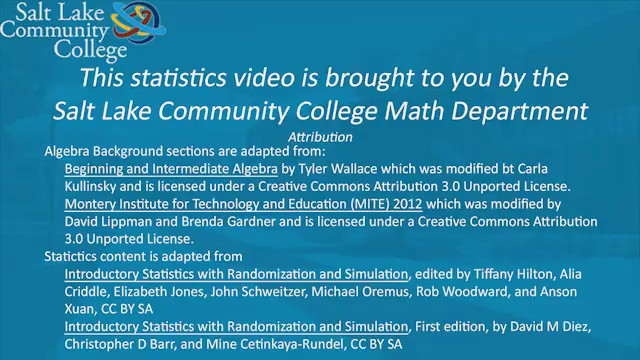 Salt Lake
Community
College
This statistics video is brought to you by the
Salt Lake Community College Math Department
Attribution
Algebra Background sections are adapted from:
Beginning and Intermediate Algebra by Tyler Wallace which was modified bt Carla
Kullinsky and is licensed under a Creative Commons Attribution 3.0 Unported License.
Montery Institute for Technology and Education (MITE) 2012 which was modified by
David Lippman and Brenda Gardner and is licensed under a Creative Commons Attribution
3.0 Unported License.
Statistics content is adapted from
Introductory Statistics with Randomization and Simulation, edited by Tiffany Hilton, Alia
Criddle, Elizabeth Jones, John Schweitzer, Michael Oremus, Rob Woodward, and Anson
Xuan, CC BY SA
Introductory Statistics with Randomization and Simulation, First edition, by David M Diez,
Christopher D Barr, and Mine Cetinkaya-Rundel, CC BY SA